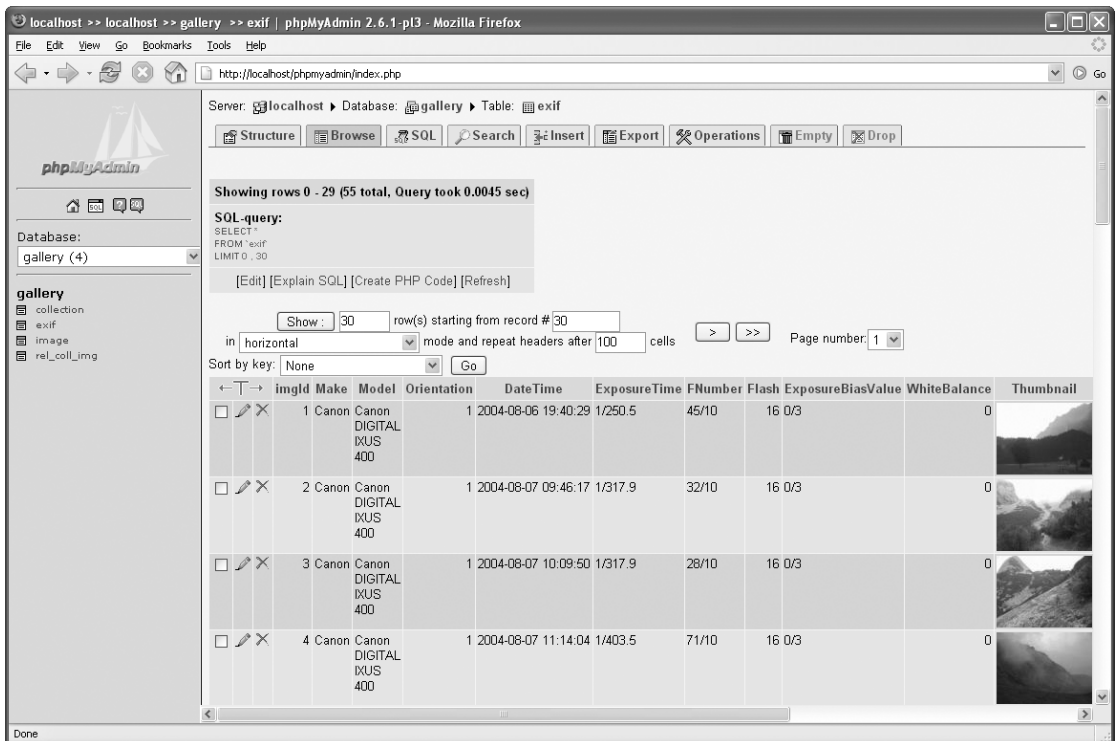 localhost >> localhost >> gallery >> exif | phpMyAdmin 2.6.1-pl3 - Mozilla Firefox
File Edit View Go Bookmarks Tools Help
http://localhost/phpmyadmin/index.php
Go
phpMyAdmin
SQL
Database:
gallery (4)
gallery
collection
exif
image
rel_coll_img
Server: localhost Database: gallery Table: exif
Structure Browse SQL Search Insert Export Operations Empty Drop
Showing rows 0 - 29 (55 total, Query took 0.0045 sec)
SQL-query:
SELECT *
FROM `exif`
LIMIT 0 , 30
[Edit] [Explain SQL] [Create PHP Code] [Refresh]
Show : 30 row(s) starting from record # 30
in horizontal mode and repeat headers after 100 cells
> >> Page number: 1
Sort by key: None Go
←T→ imgId Make Model Orientation DateTime ExposureTime FNumber Flash ExposureBiasValue WhiteBalance Thumbnail
1 Canon Canon DIGITAL IXUS 400 1 2004-08-06 19:40:29 1/250.5 45/10 16 0/3 0
2 Canon Canon DIGITAL IXUS 400 1 2004-08-07 09:46:17 1/317.9 32/10 16 0/3 0
3 Canon Canon DIGITAL IXUS 400 1 2004-08-07 10:09:50 1/317.9 28/10 16 0/3 0
4 Canon Canon DIGITAL IXUS 400 1 2004-08-07 11:14:04 1/403.5 71/10 16 0/3 0
Done